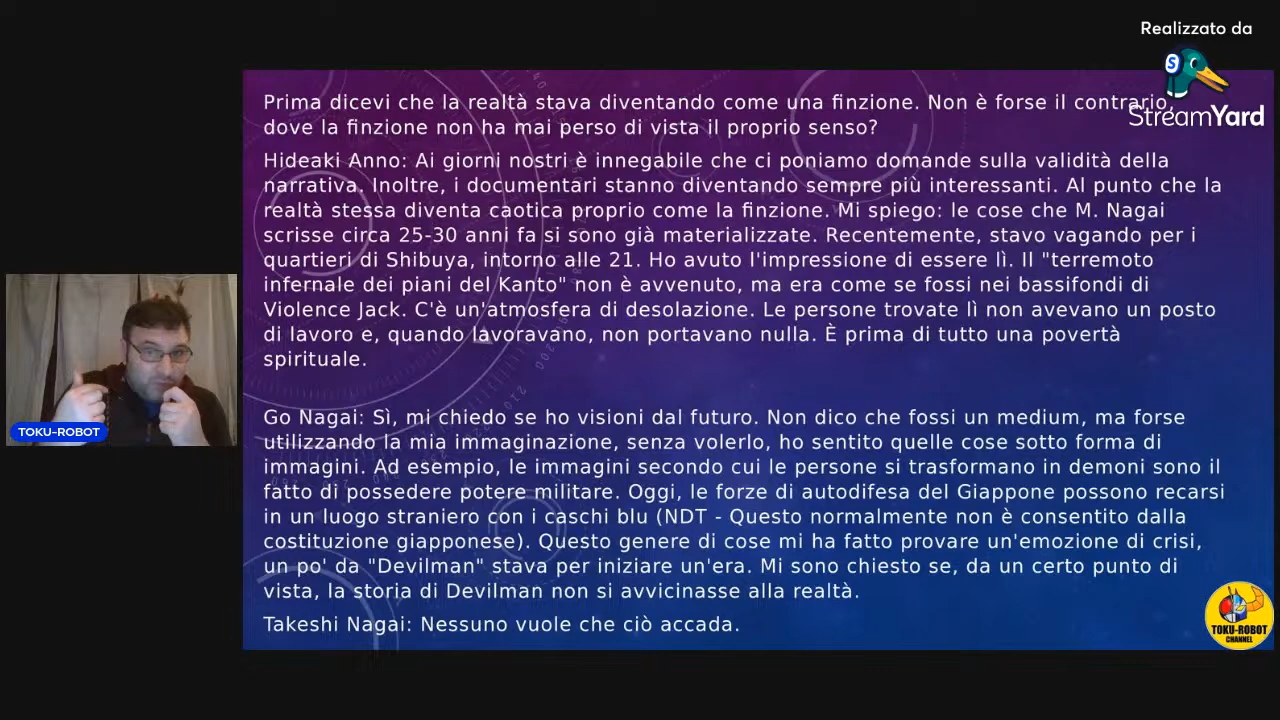 Realizzato da
S
StreamYard
Prima dicevi che la realtà stava diventando come una finzione. Non è forse il contrario,
dove la finzione non ha mai perso di vista il proprio senso?
Hideaki Anno: Ai giorni nostri è innegabile che ci poniamo domande sulla validità della
narrativa. Inoltre, i documentari stanno diventando sempre più interessanti. Al punto che la
realtà stessa diventa caotica proprio come la finzione. Mi spiego: le cose che M. Nagai
scrisse circa 25-30 anni fa si sono già materializzate. Recentemente, stavo vagando per i
quartieri di Shibuya, intorno alle 21. Ho avuto l'impressione di essere lì. Il "terremoto
infernale dei piani del Kanto" non è avvenuto, ma era come se fossi nei bassifondi di
Violence Jack. C'è un'atmosfera di desolazione. Le persone trovate lì non avevano un posto
di lavoro e, quando lavoravano, non portavano nulla. È prima di tutto una povertà
spirituale.
Go Nagai: Sì, mi chiedo se ho visioni dal futuro. Non dico che fossi un medium, ma forse
utilizzando la mia immaginazione, senza volerlo, ho sentito quelle cose sotto forma di
immagini. Ad esempio, le immagini secondo cui le persone si trasformano in demoni sono il
fatto di possedere potere militare. Oggi, le forze di autodifesa del Giappone possono recarsi
in un luogo straniero con i caschi blu (NDT - Questo normalmente non è consentito dalla
costituzione giapponese). Questo genere di cose mi ha fatto provare un'emozione di crisi,
un po' da "Devilman" stava per iniziare un'era. Mi sono chiesto se, da un certo punto di
vista, la storia di Devilman non si avvicinasse alla realtà.
Takeshi Nagai: Nessuno vuole che ciò accada.
TOKU-ROBOT
TOKU-ROBOT
CHANNEL